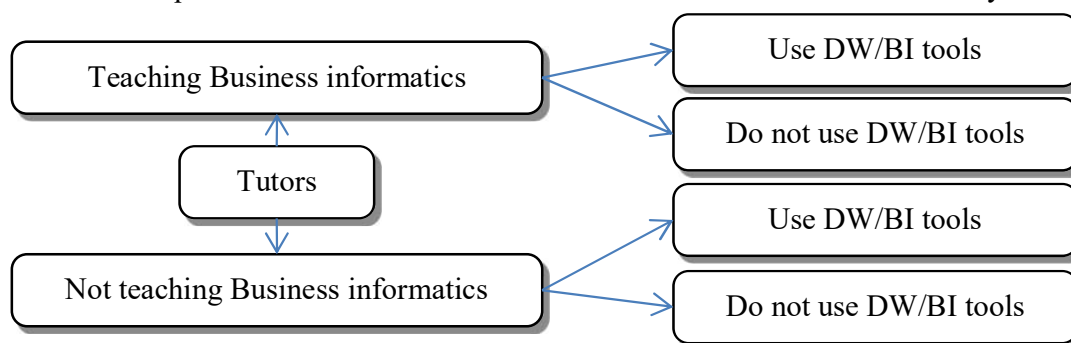 Teaching Business informatics
Use DW/BI tools
Do not use DW/BI tools
Tutors
Not teaching Business informatics
Use DW/BI tools
Do not use DW/BI tools